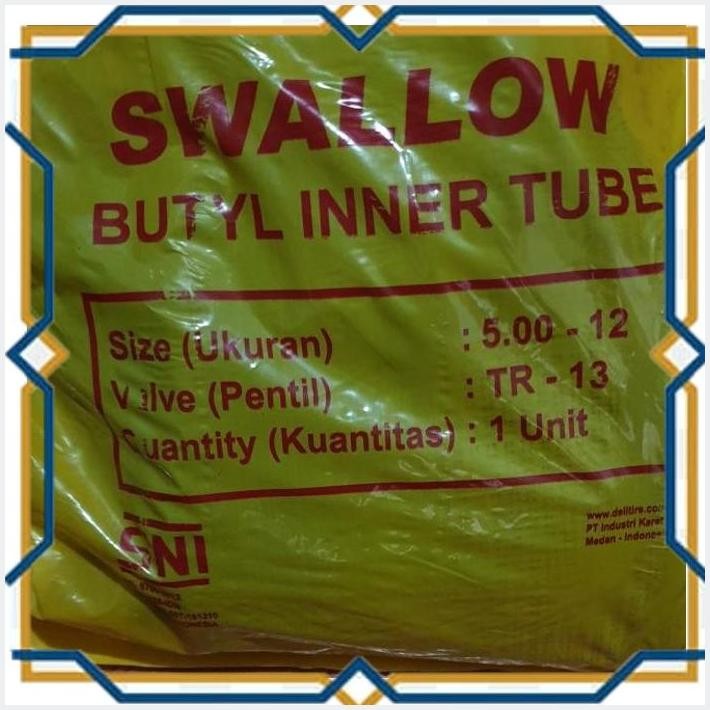 SWALLOW
BUTYL INNER TUBE
Size (Ukuran) : 5.00 - 12
Valve (Pentil) : TR - 13
Quantity (Kuantitas) : 1 Unit
SNI
www.delitire.co
PT Industri Karet
Medan - Indones